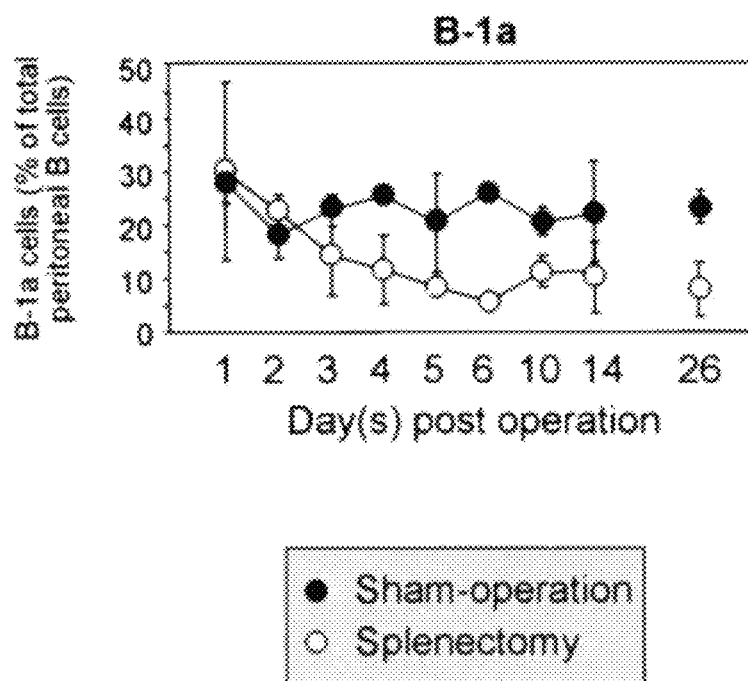 B-1a
B-1a cells (% of total
peritoneal B cells)
50
40
30
20
10
0
1 2 3 4 5 6 10 14 26
Day(s) post operation
Sham-operation
Splenectomy